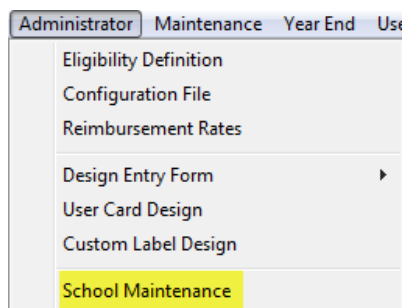 Administrator Maintenance Year End Use
Eligibility Definition
Configuration File
Reimbursement Rates
Design Entry Form
User Card Design
Custom Label Design
School Maintenance